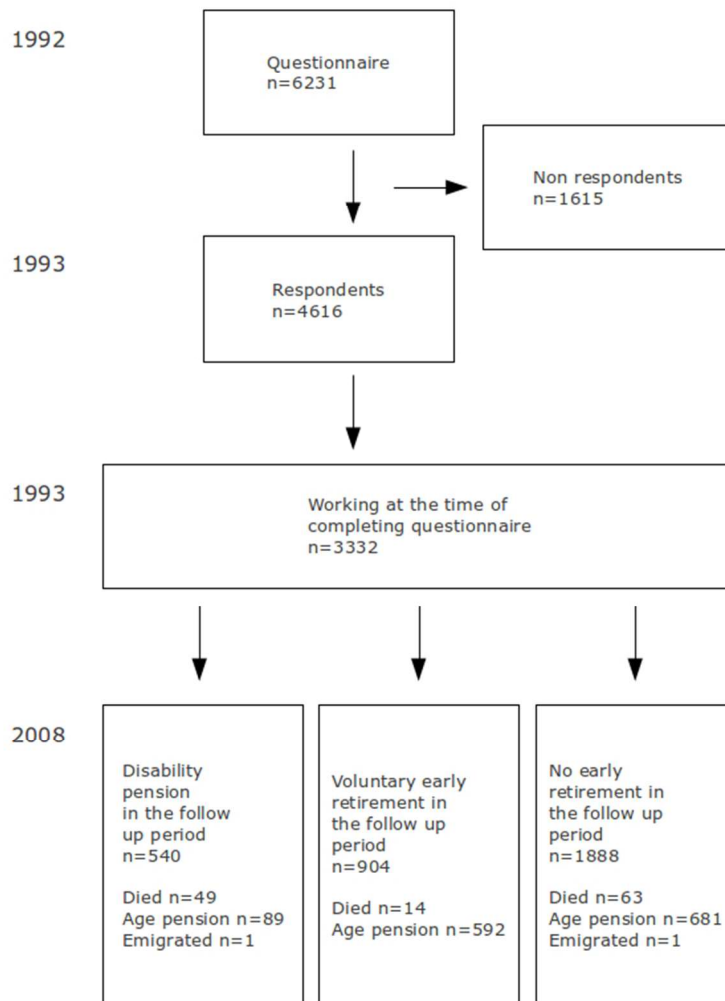 1992
Questionnaire
n=6231
Non respondents
n=1615
1993
Respondents
n=4616
1993
Working at the time of
completing questionnaire
n=3332
2008
Disability
pension
in the follow
up period
n=540
Died n=49
Age pension n=89
Emigrated n=1
Voluntary early
retirement in
the follow up
period
n=904
Died n=14
Age pension n=592
No early
retirement in
the follow up
period
n=1888
Died n=63
Age pension n=681
Emigrated n=1